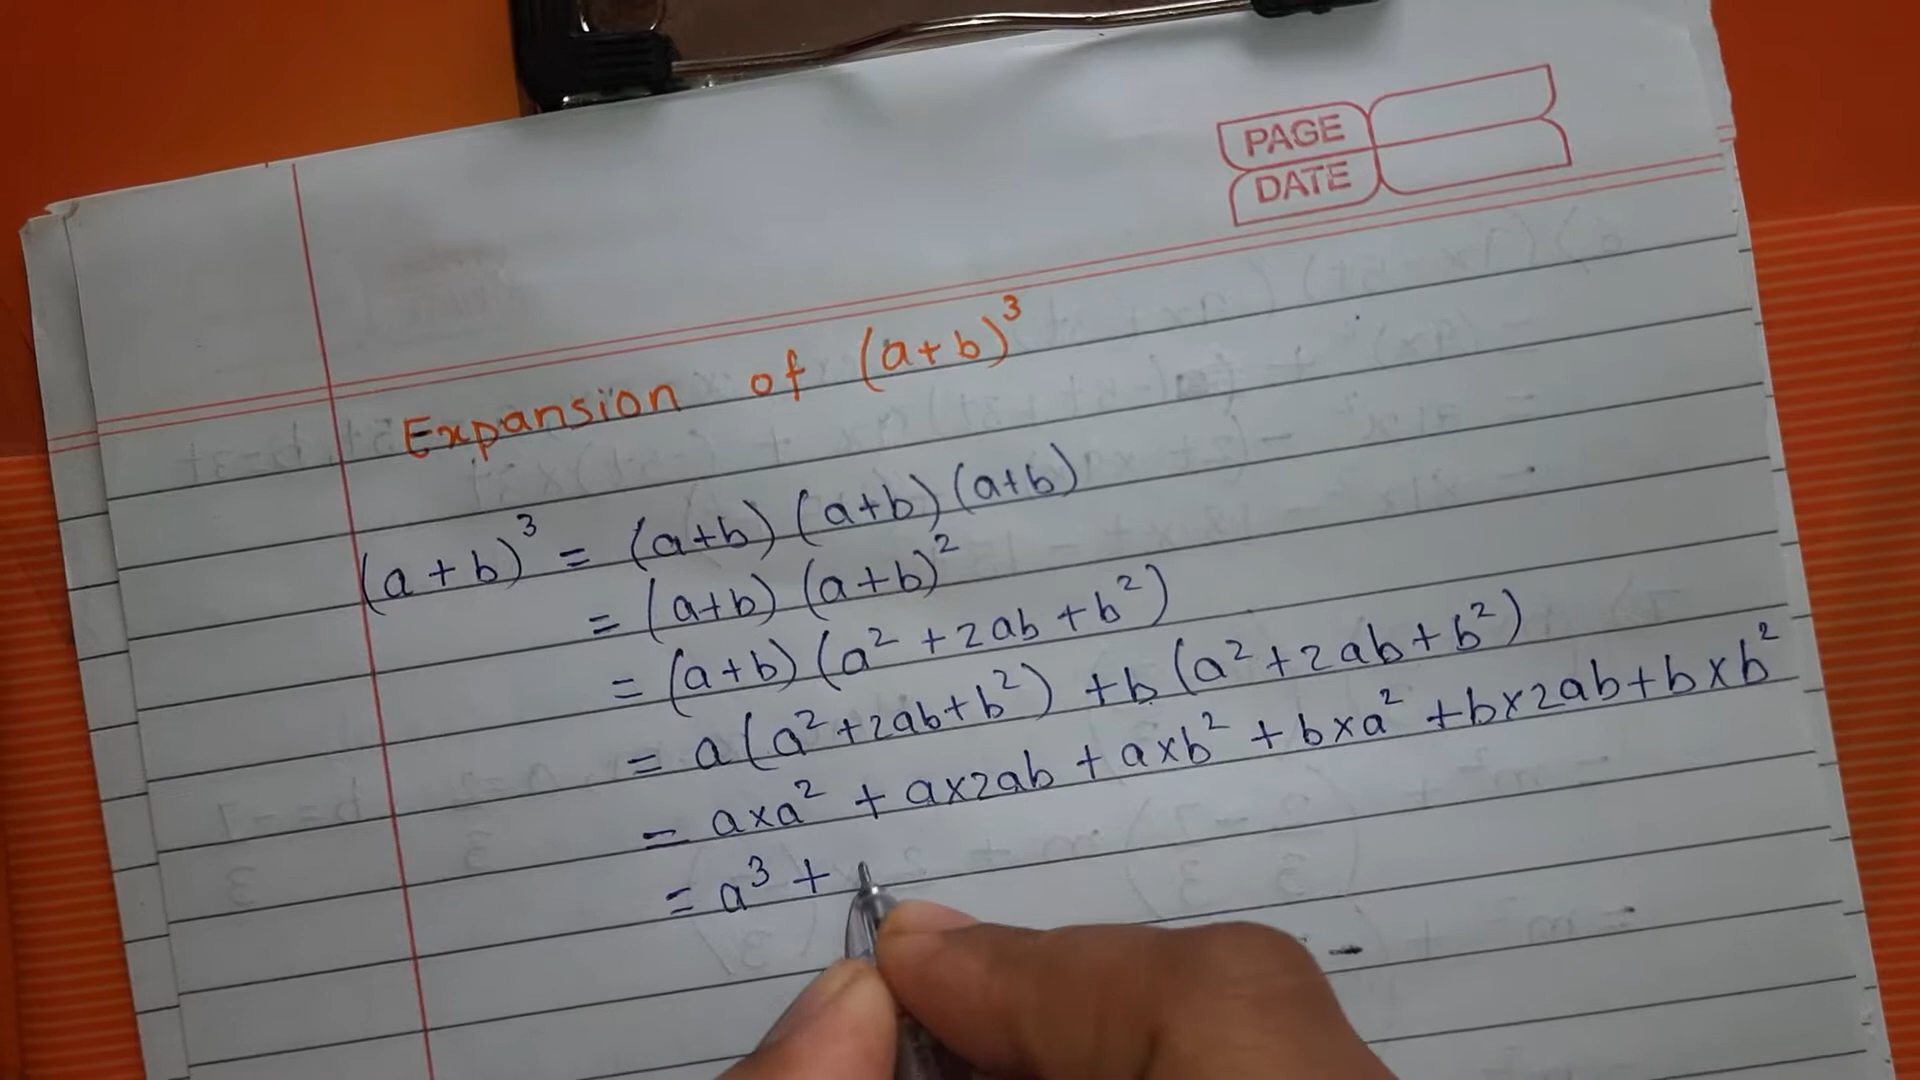 PAGE
DATE
Expansion of (a+b)³
(a+b)³ = (a+b) (a+b) (a+b)
= (a+b) (a+b)²
= (a+b) (a² + 2ab + b²)
= a (a² + 2ab + b²) + b (a² + 2ab + b²)
= a×a² + a×2ab + a×b² + b×a² + b×2ab + b×b²
= a³ +